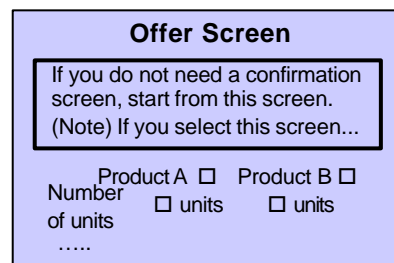 Offer Screen
If you do not need a confirmation
screen, start from this screen.
(Note) If you select this screen...
Product A □ Product B □
Number
of units
□ units □ units
…..